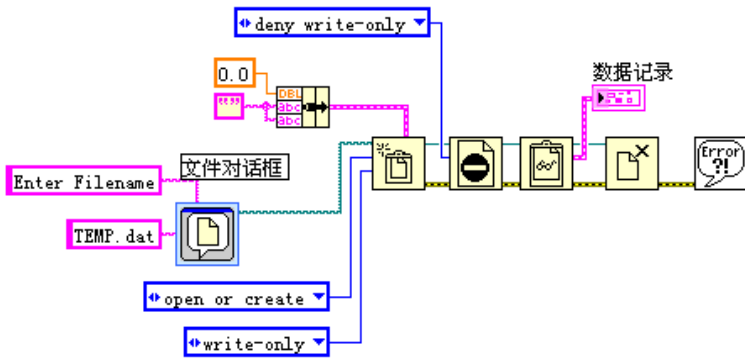 deny write-only
0.0
数据记录
DBL
""
abc
abc
Error
?!
文件对话框
Enter Filename
TEMP.dat
open or create
write-only